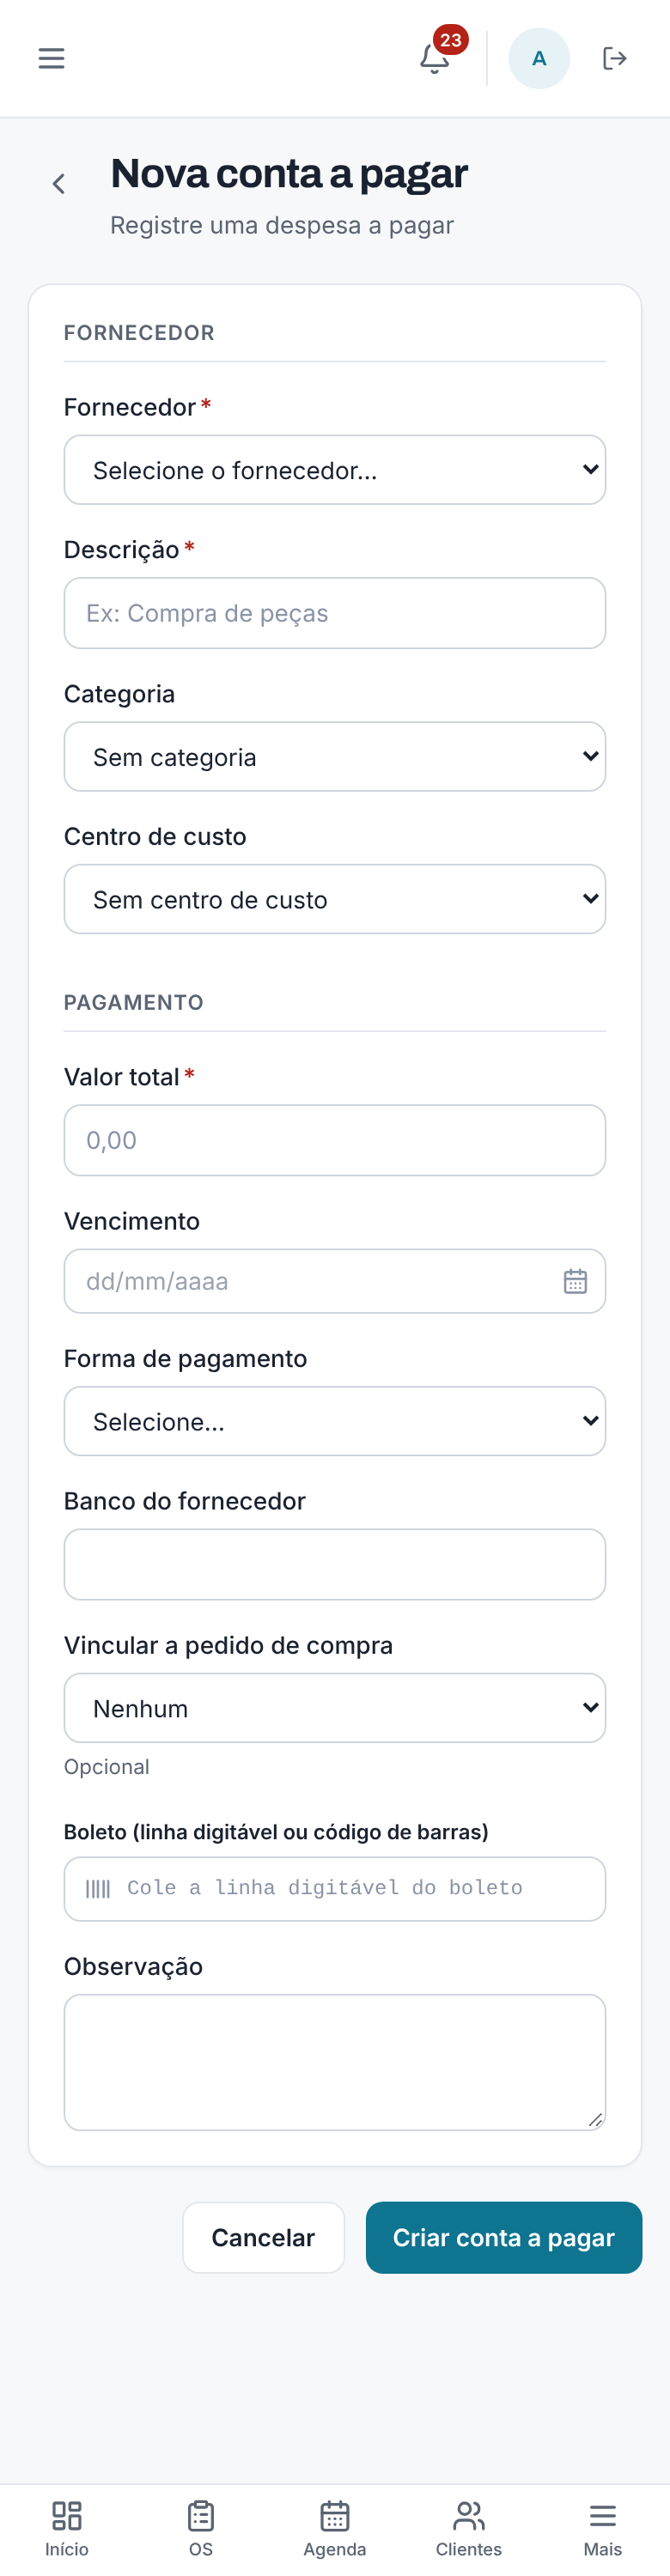 23
A
Nova conta a pagar
Registre uma despesa a pagar
FORNECEDOR
Fornecedor *
Selecione o fornecedor...
Descrição *
Ex: Compra de peças
Categoria
Sem categoria
Centro de custo
Sem centro de custo
PAGAMENTO
Valor total *
0,00
Vencimento
dd/mm/aaaa
Forma de pagamento
Selecione...
Banco do fornecedor
Vincular a pedido de compra
Nenhum
Opcional
Boleto (linha digitável ou código de barras)
Cole a linha digitável do boleto
Observação
Cancelar
Criar conta a pagar
Início
OS
Agenda
Clientes
Mais